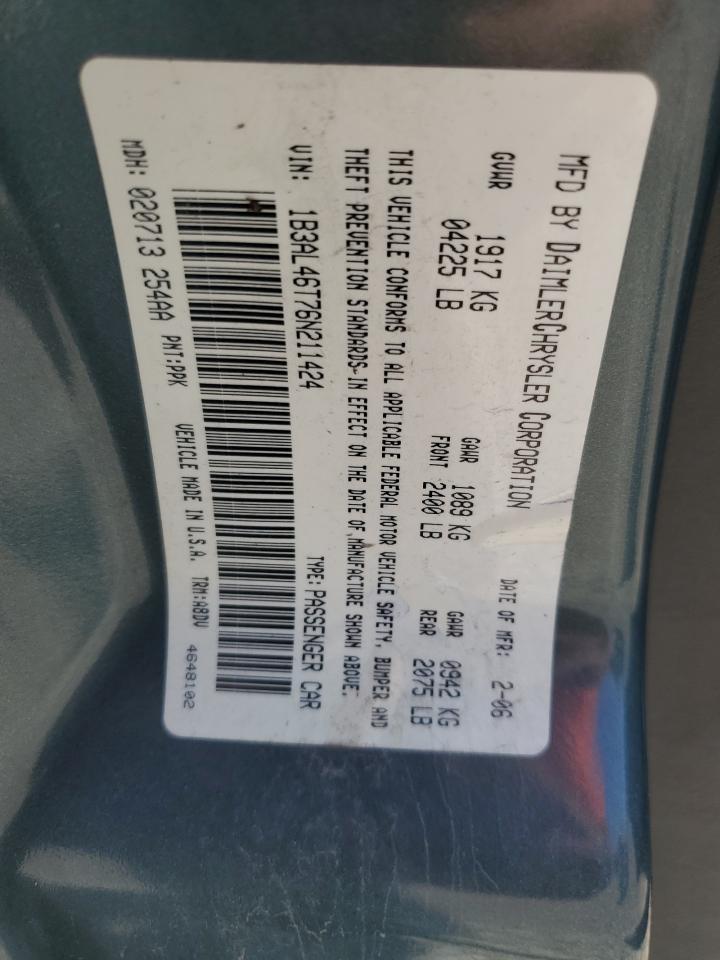 MFD BY DAIMLERCHRYSLER CORPORATION
DATE OF MFR: 2-06
GVWR 1917 KG 04225 LB
GAWR FRONT 1089 KG 2400 LB
GAWR REAR 0942 KG 2075 LB
THIS VEHICLE CONFORMS TO ALL APPLICABLE FEDERAL MOTOR VEHICLE SAFETY, BUMPER AND
THEFT PREVENTION STANDARDS IN EFFECT ON THE DATE OF MANUFACTURE SHOWN ABOVE.
VIN: 1B3AL46T76N211424 TYPE: PASSENGER CAR
MDH: 020713 254AA PNT:PPK VEHICLE MADE IN U.S.A. TRM:A8DV 4648102